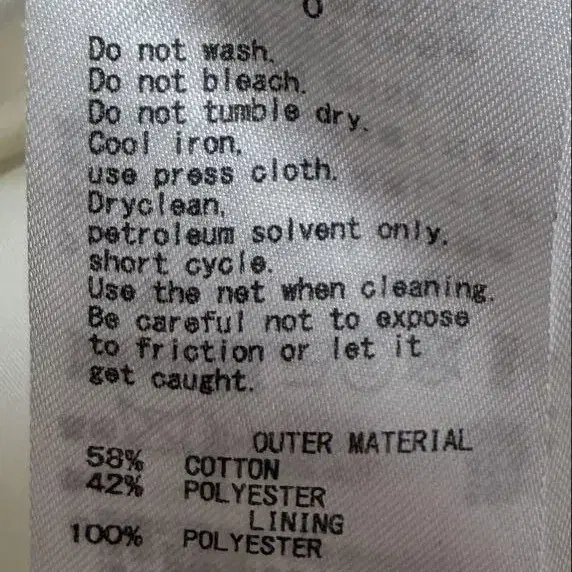 0
Do not wash.
Do not bleach.
Do not tumble dry.
Cool iron.
use press cloth.
Dryclean,
petroleum solvent only,
short cycle.
Use the net when cleaning.
Be careful not to expose
to friction or let it
get caught.
OUTER MATERIAL
58% COTTON
42% POLYESTER
LINING
100% POLYESTER